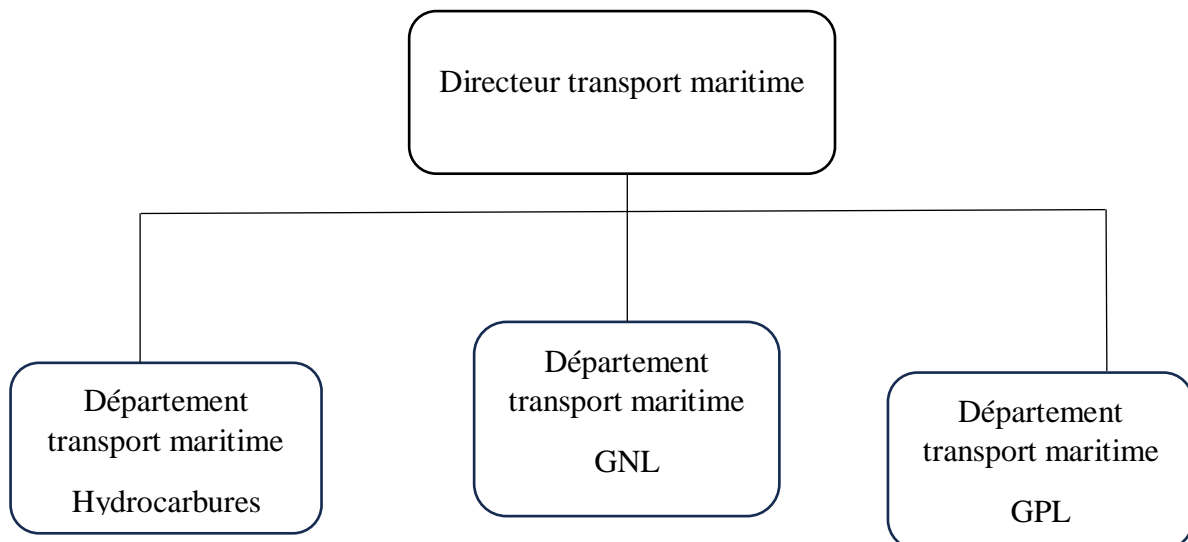 Directeur transport maritime
Département
transport maritime
Hydrocarbures
Département
transport maritime
GNL
Département
transport maritime
GPL